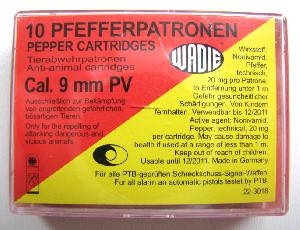 10 PFEFFERPATRONEN
PEPPER CARTRIDGES
Tierabwehrpatronen
Anti-animal cartridges
Cal. 9 mm PV
Ausschließlich zur Bekämpfung
von angreifenden gefährlichen,
bösartigen Tieren.
Only for the repelling of
attacking dangerous and
vicious animals.
WADIE
Wirkstoff:
Nonivamid,
Pfeffer,
technisch,
20 mg pro Patrone.
In Entfernung unter 1 m
Gefahr gesundheitlicher
Schädigungen. Von Kindern
fernhalten. Verwendbar bis 12/2011
Active agent: Nonivamid.
Pepper, technical, 20 mg
per cartridge. May cause damage to
health if used at a range of less than 1 m.
Keep out of reach of children.
Usable until 12/2011. Made in Germany
Für alle PTB-geprüften Schreckschuss-Signal-Waffen
For all alarm an automatic pistols tested by PTB.
22 3018